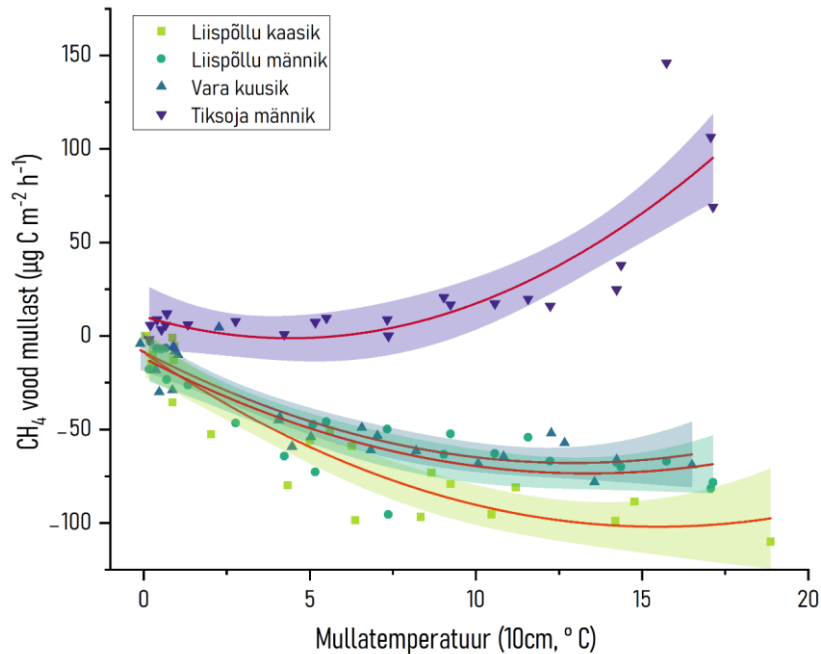 Liispõllu kaasik
Liispõllu männik
Vara kuusik
Tiksoja männik
150
100
50
0
−50
−100
CH₄ vood mullast (µg C m⁻² h⁻¹)
0
5
10
15
20
Mullatemperatuur (10cm, ° C)